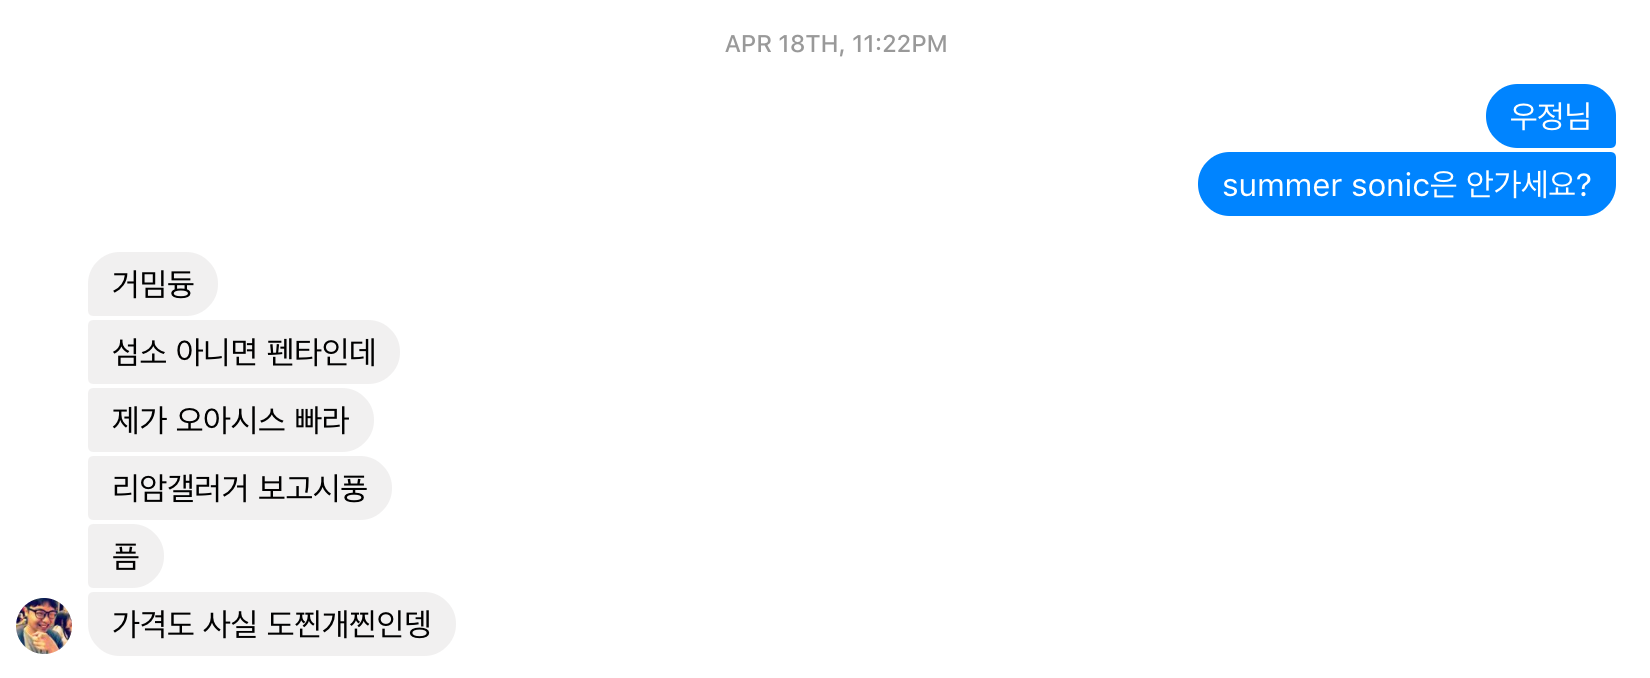 APR 18TH, 11:22PM
우정님
summer sonic은 안가세요?
거밈듕
섬소 아니면 펜타인데
제가 오아시스 빠라
리암갤러거 보고시풍
픔
가격도 사실 도찐개찐인뎅